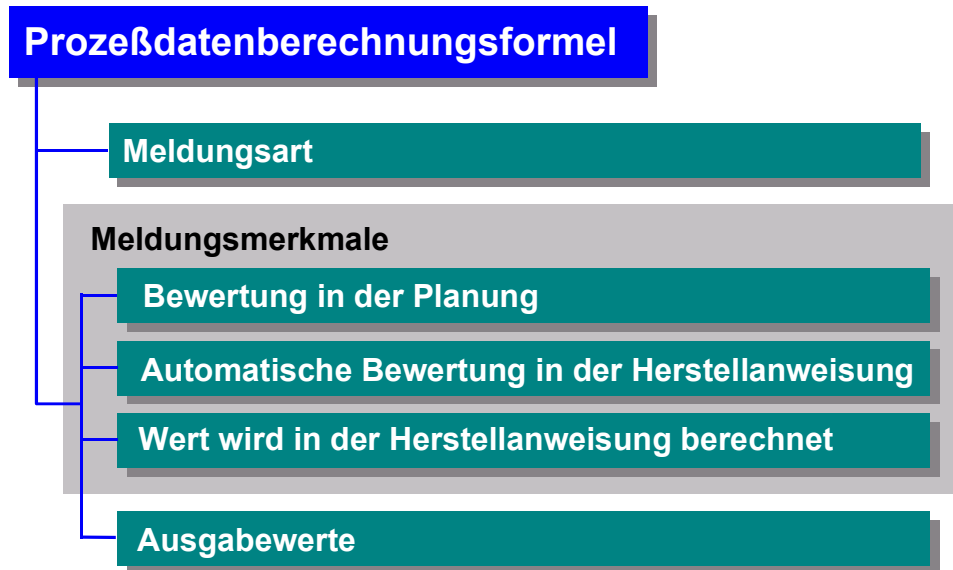 Prozeßdatenberechnungsformel
Meldungsart
Meldungsmerkmale
Bewertung in der Planung
Automatische Bewertung in der Herstellanweisung
Wert wird in der Herstellanweisung berechnet
Ausgabewerte